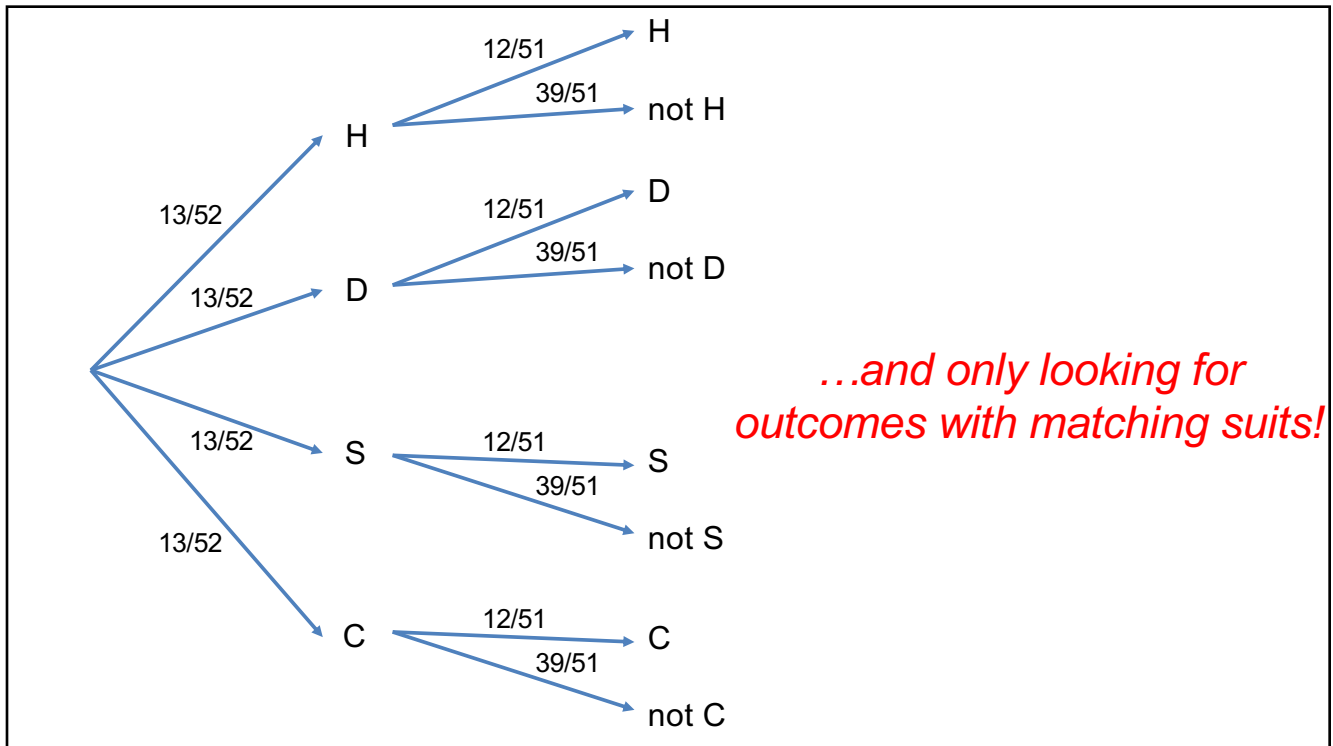 H
12/51
39/51
not H
H
D
13/52
12/51
39/51
not D
13/52
D
…and only looking for
outcomes with matching suits!
13/52
S
12/51
S
39/51
not S
13/52
12/51
C
C
39/51
not C